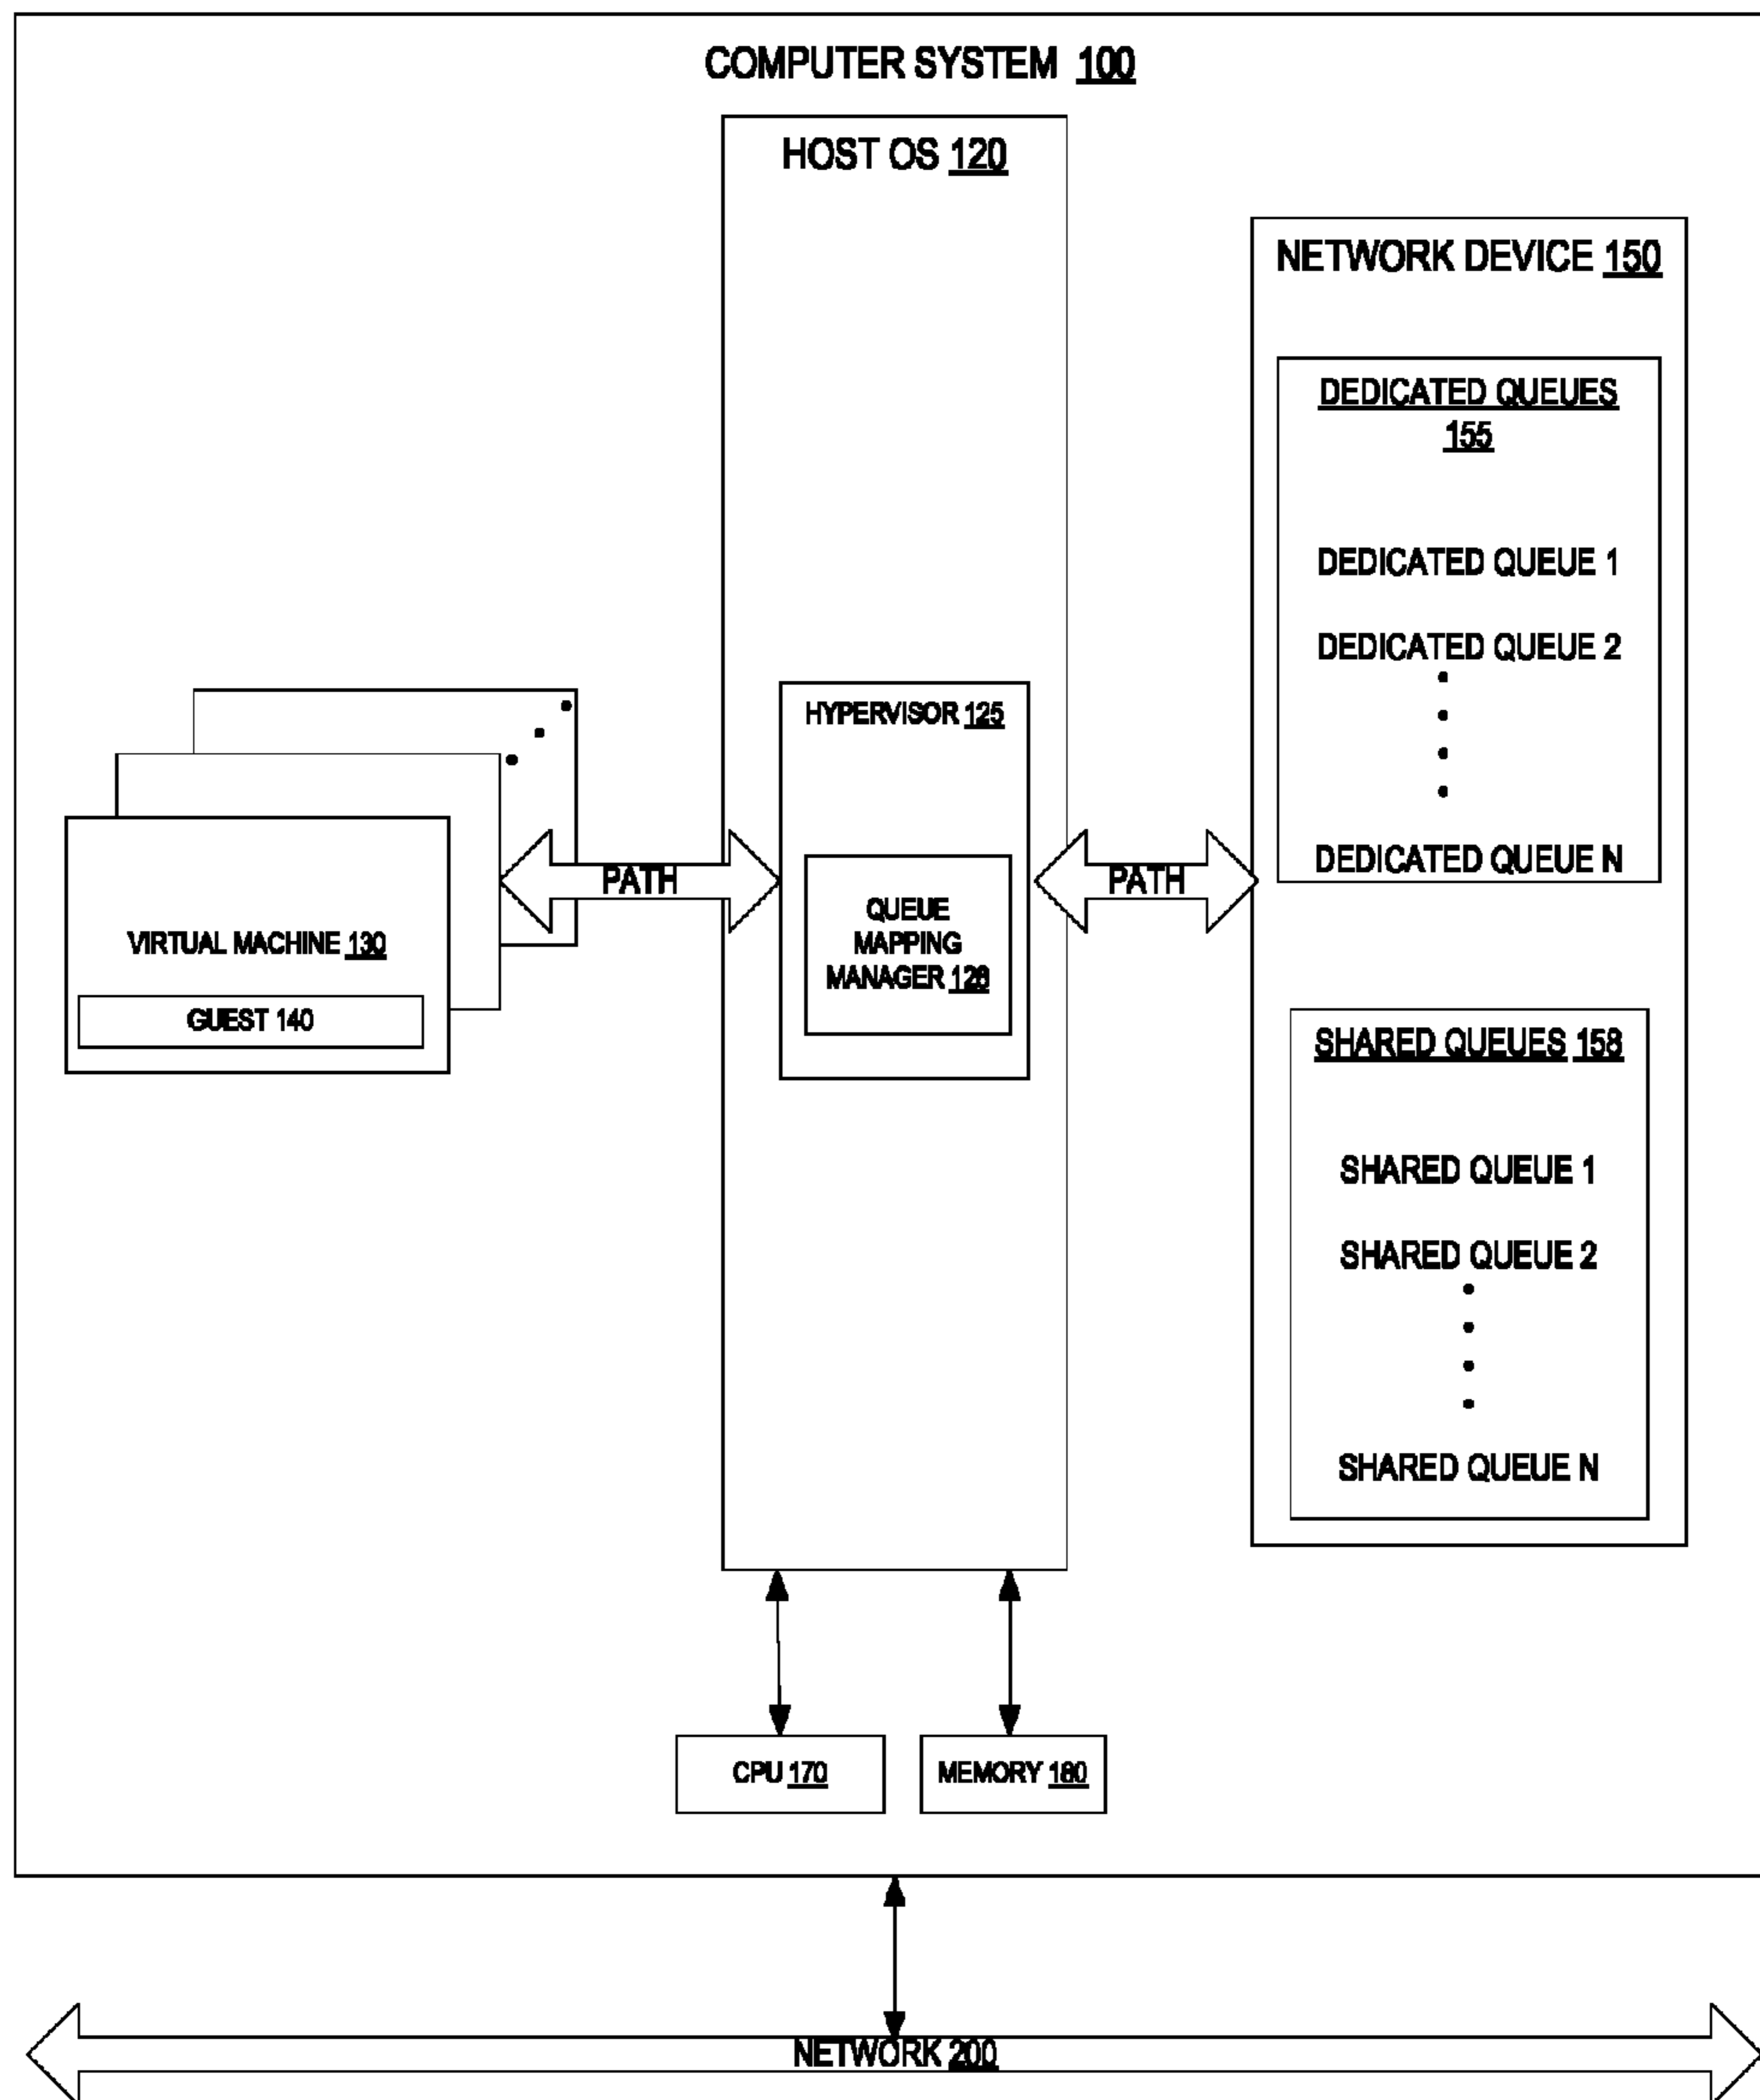 COMPUTER SYSTEM 100
HOST OS 120
NETWORK DEVICE 150
DEDICATED QUEUES
155
DEDICATED QUEUE 1
DEDICATED QUEUE 2
DEDICATED QUEUE N
HYPERVISOR 125
PATH
PATH
QUEUE
MAPPING
MANAGER 128
VIRTUAL MACHINE 130
GUEST 140
SHARED QUEUES 158
SHARED QUEUE 1
SHARED QUEUE 2
SHARED QUEUE N
CPU 170
MEMORY 180
NETWORK 200